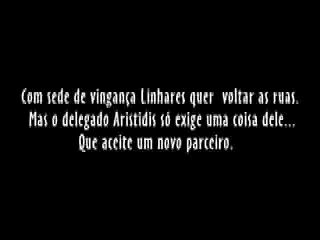 Com sede de vingança Linhares quer voltar as ruas.
Mas o delegado Aristidis só exige uma coisa dele...
Que aceite um novo parceiro.